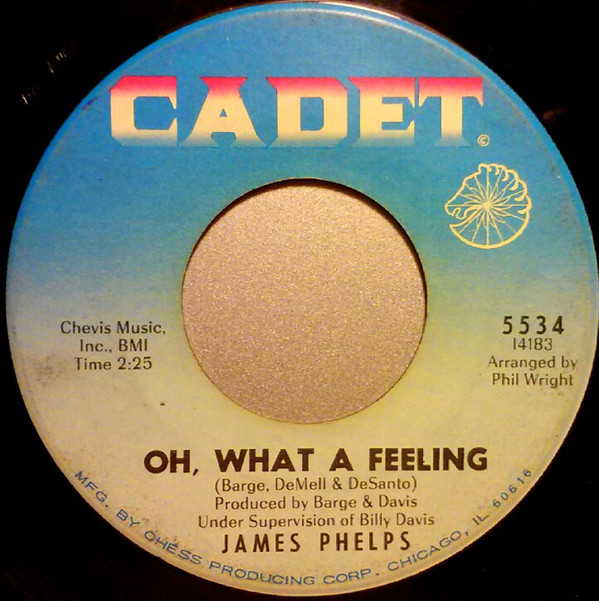 CADET
©
Chevis Music,
Inc., BMI
Time 2:25
5534
14183
Arranged by
Phil Wright
OH, WHAT A FEELING
(Barge, DeMell & DeSanto)
Produced by Barge & Davis
Under Supervision of Billy Davis
JAMES PHELPS
MFG. BY CHESS PRODUCING CORP., CHICAGO, IL 60616